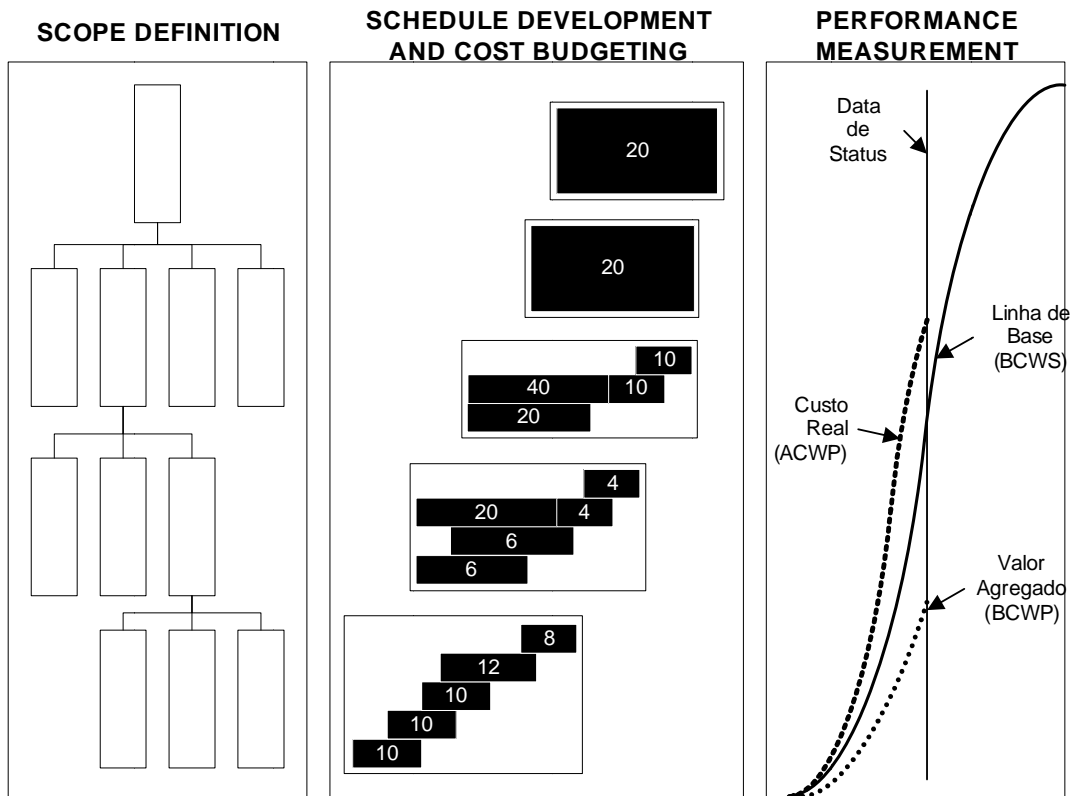 SCOPE DEFINITION
SCHEDULE DEVELOPMENT
AND COST BUDGETING
PERFORMANCE
MEASUREMENT
20
20
10
40 10
20
4
20 4
6
6
8
12
10
10
10
Data
de
Status
Linha de
Base
(BCWS)
Custo
Real
(ACWP)
Valor
Agregado
(BCWP)